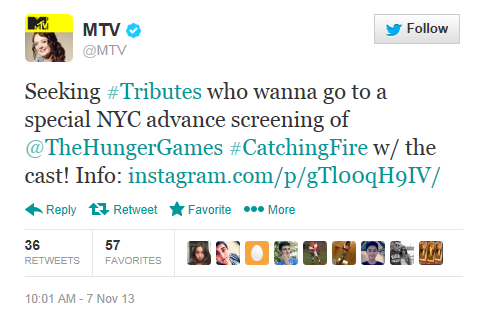 MTV
@MTV
Follow
Seeking #Tributes who wanna go to a
special NYC advance screening of
@TheHungerGames #CatchingFire w/ the
cast! Info: instagram.com/p/gTl00qH9IV/
Reply Retweet Favorite More
36
RETWEETS
57
FAVORITES
10:01 AM - 7 Nov 13